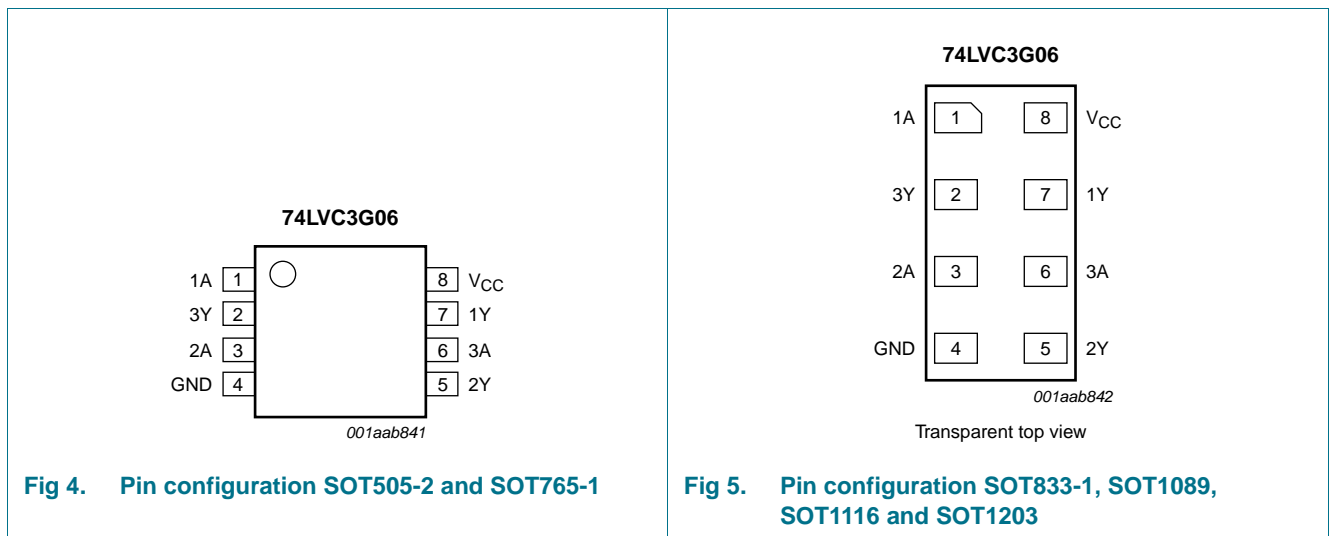 74LVC3G06
1A 1 8 VCC
3Y 2 7 1Y
2A 3 6 3A
GND 4 5 2Y
001aab841
Fig 4. Pin configuration SOT505-2 and SOT765-1
74LVC3G06
1A 1 8 VCC
3Y 2 7 1Y
2A 3 6 3A
GND 4 5 2Y
001aab842
Transparent top view
Fig 5. Pin configuration SOT833-1, SOT1089,
SOT1116 and SOT1203